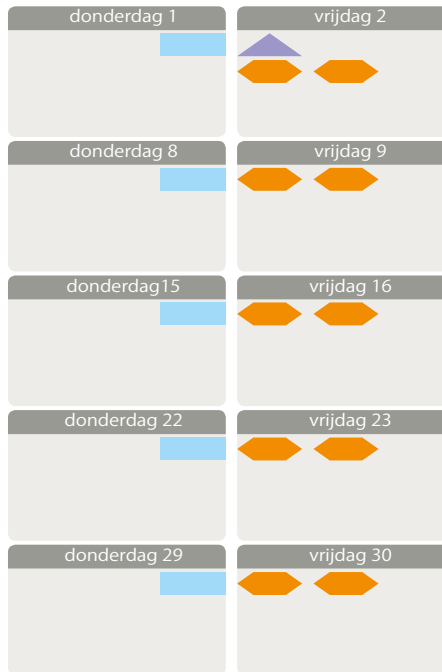 donderdag 1
vrijdag 2
donderdag 8
vrijdag 9
donderdag15
vrijdag 16
donderdag 22
vrijdag 23
donderdag 29
vrijdag 30